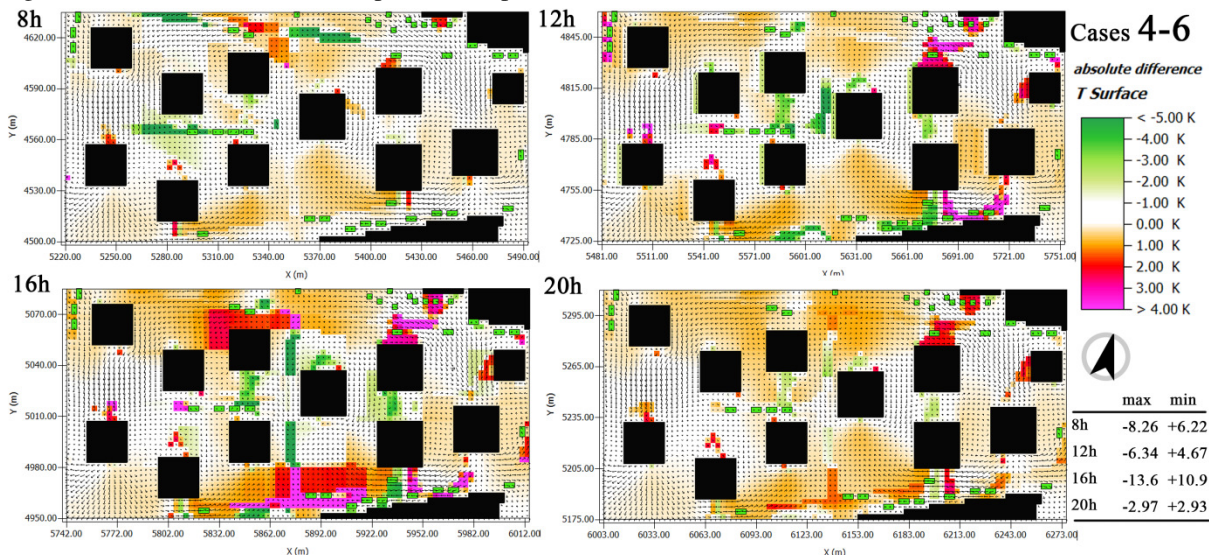 8h
Y (m)
4620.00
4590.00
4560.00
4530.00
4500.00
5220.00 5250.00 5280.00 5310.00 5340.00 5370.00 5400.00 5430.00 5460.00 5490.00
X (m)
12h
Y (m)
4845.00
4815.00
4785.00
4755.00
4725.00
5481.00 5511.00 5541.00 5571.00 5601.00 5631.00 5661.00 5691.00 5721.00 5751.00
X (m)
16h
Y (m)
5070.00
5040.00
5010.00
4980.00
4950.00
5742.00 5772.00 5802.00 5832.00 5862.00 5892.00 5922.00 5952.00 5982.00 6012.00
X (m)
20h
Y (m)
5295.00
5265.00
5235.00
5205.00
5175.00
6003.00 6033.00 6063.00 6093.00 6123.00 6153.00 6183.00 6213.00 6243.00 6273.00
X (m)
Cases 4-6
absolute difference
T Surface
< -5.00 K
-4.00 K
-3.00 K
-2.00 K
-1.00 K
0.00 K
1.00 K
2.00 K
3.00 K
> 4.00 K
max min
8h -8.26 +6.22
12h -6.34 +4.67
16h -13.6 +10.9
20h -2.97 +2.93